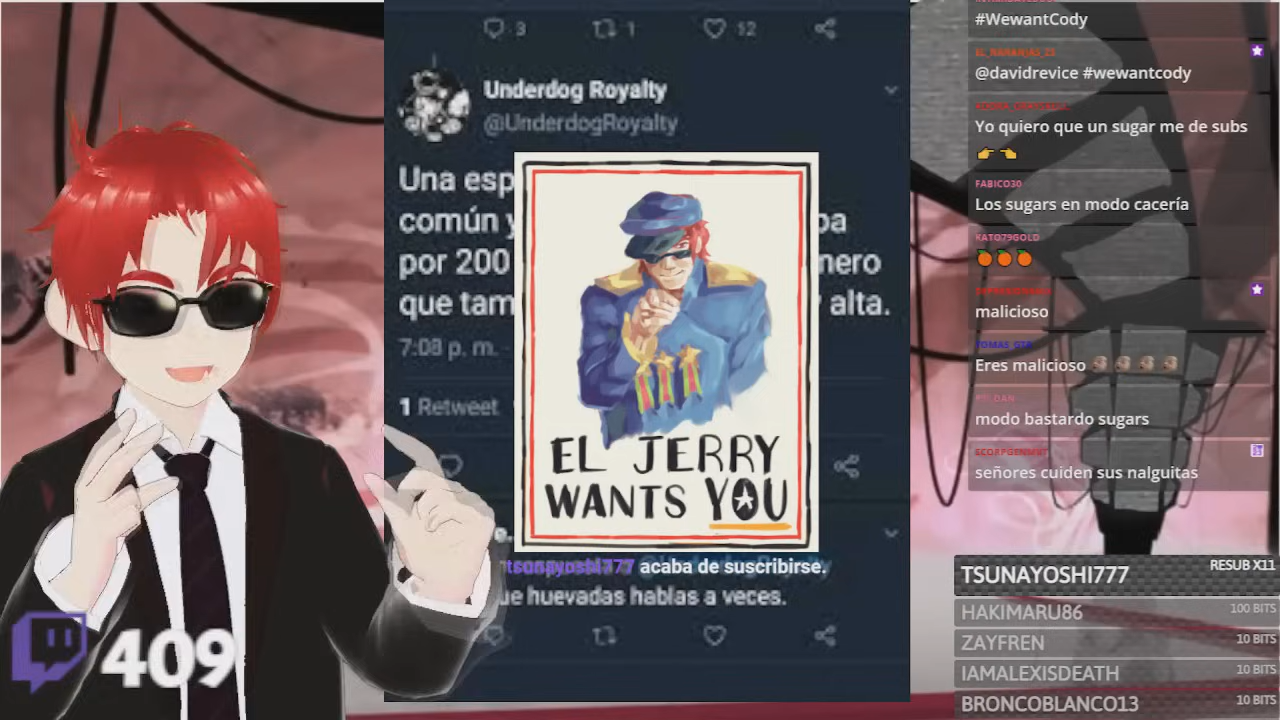 3
1
12
Underdog Royalty
@UnderdogRoyalty
Una esp
común y
por 200
nero
que tam
alta.
7:08 p. m.
1 Retweet
EL JERRY
WANTS YOU
tsunayoshi777 acaba de suscribirse.
ue huevadas hablas a veces.
409
#WewantCody
EL_NARANJAS_23
@davidrevice #wewantcody
Yo quiero que un sugar me de subs
FABICO30
Los sugars en modo cacería
KATO79GOLD
malicioso
Eres malicioso
modo bastardo sugars
señores cuiden sus nalguitas
TSUNAYOSHI777 RESUB X11
HAKIMARU86 100 BITS
ZAYFREN 10 BITS
IAMALEXISDEATH 10 BITS
BRONCOBLANCO13 10 BITS